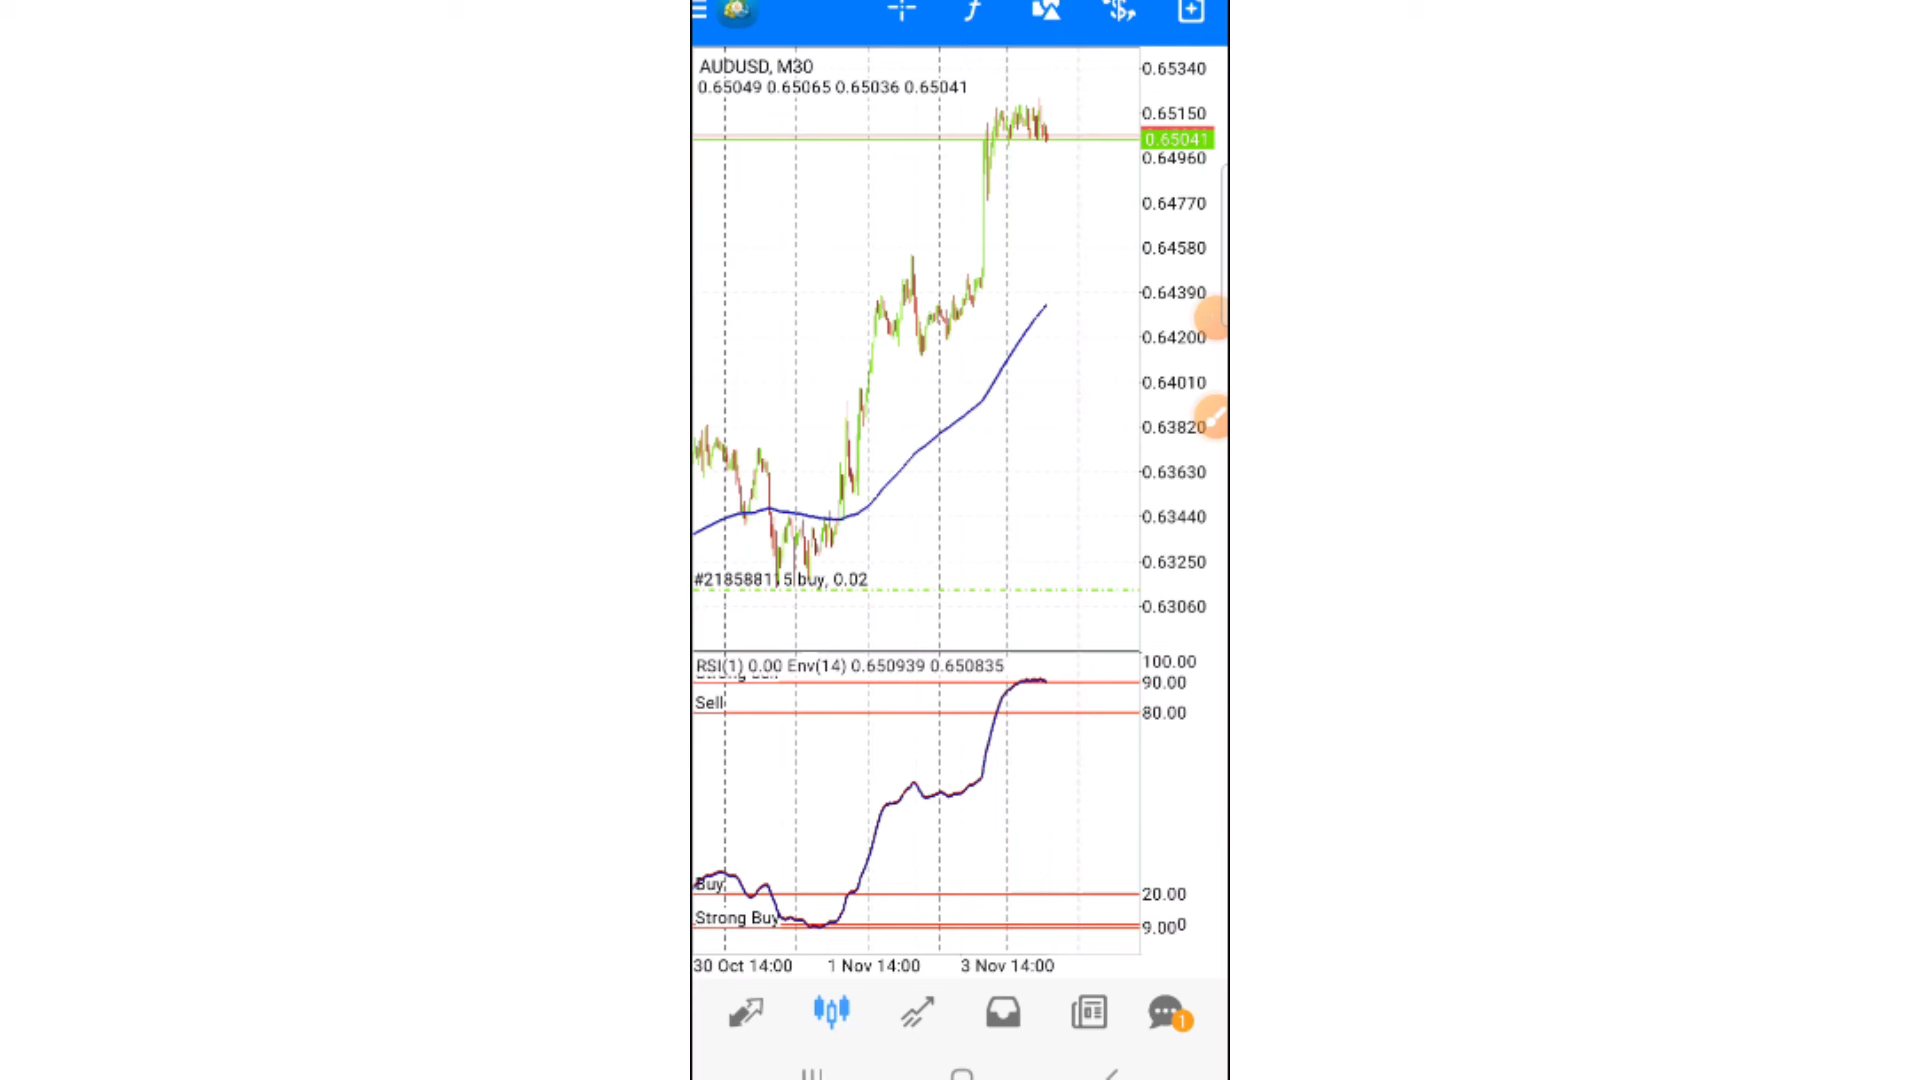 AUDUSD, M30
0.65049 0.65065 0.65036 0.65041
0.65340
0.65150
0.65041
0.64960
0.64770
0.64580
0.64390
0.64200
0.64010
0.63820
0.63630
0.63440
0.63250
0.63060
#218588115 buy, 0.02
RSI(1) 0.00 Env(14) 0.650939 0.650835
100.00
90.00
Sell
80.00
Buy
20.00
Strong Buy
9.00
30 Oct 14:00 1 Nov 14:00 3 Nov 14:00
1